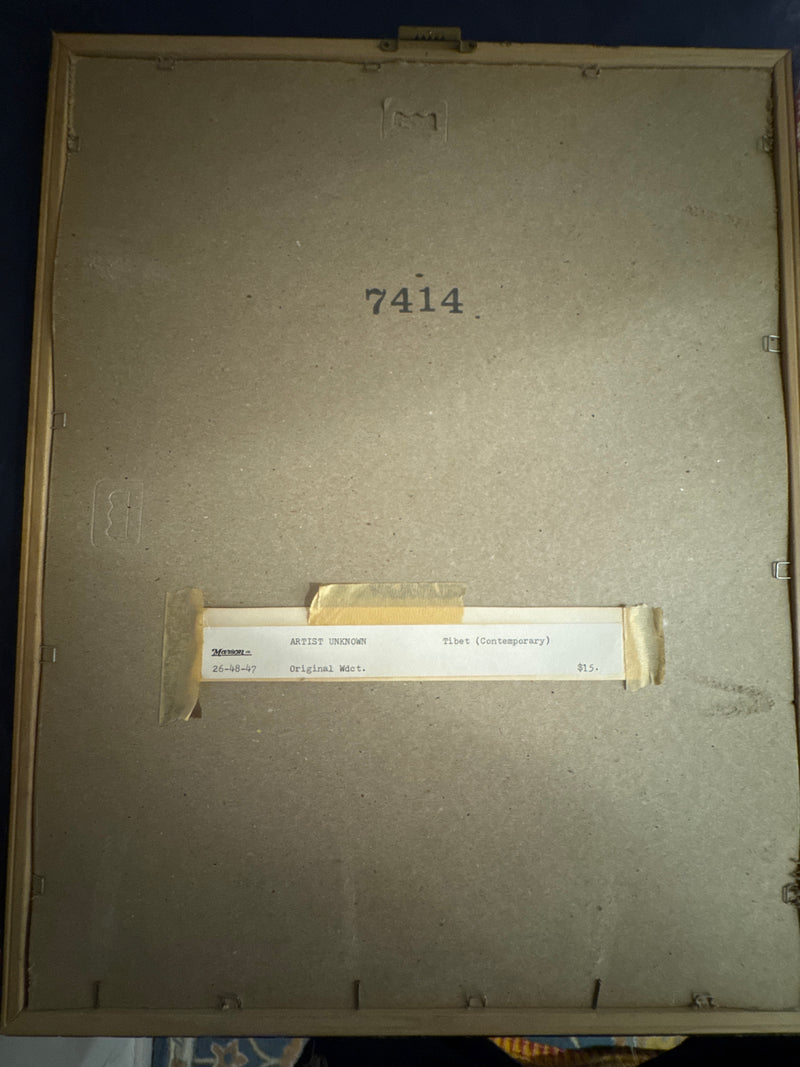 7414
ARTIST UNKNOWN Tibet (Contemporary)
Marson
26-48-47 Original Wdct. $15.